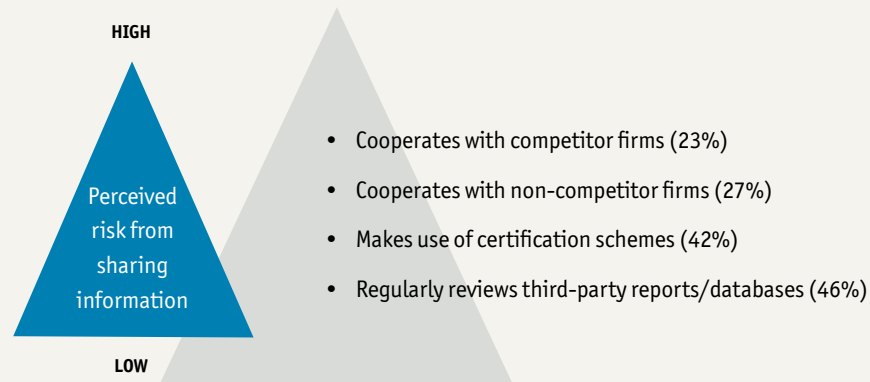 HIGH
Perceived
risk from
sharing
information
LOW
• Cooperates with competitor firms (23%)
• Cooperates with non-competitor firms (27%)
• Makes use of certification schemes (42%)
• Regularly reviews third-party reports/databases (46%)